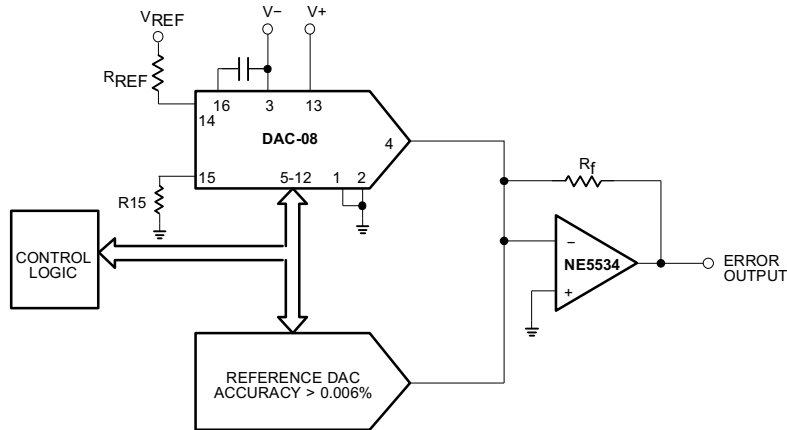 VREF
V–
V+
RREF
16
3
13
14
DAC-08
4
15
5-12
1
2
R15
Rf
CONTROL
LOGIC
–
NE5534
+
ERROR
OUTPUT
REFERENCE DAC
ACCURACY > 0.006%